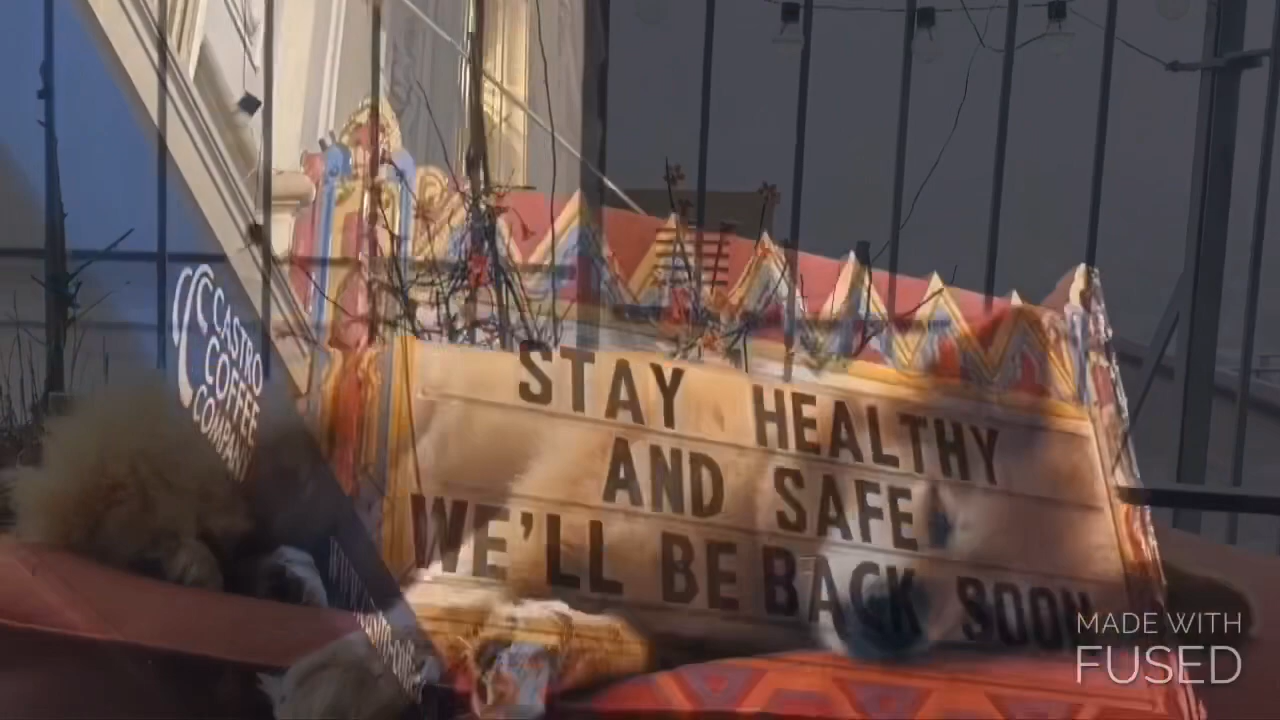 CASTRO
COFFEE
COMPANY
STAY HEALTHY
AND SAFE
WE'LL BE BACK SOON
MADE WITH
FUSED